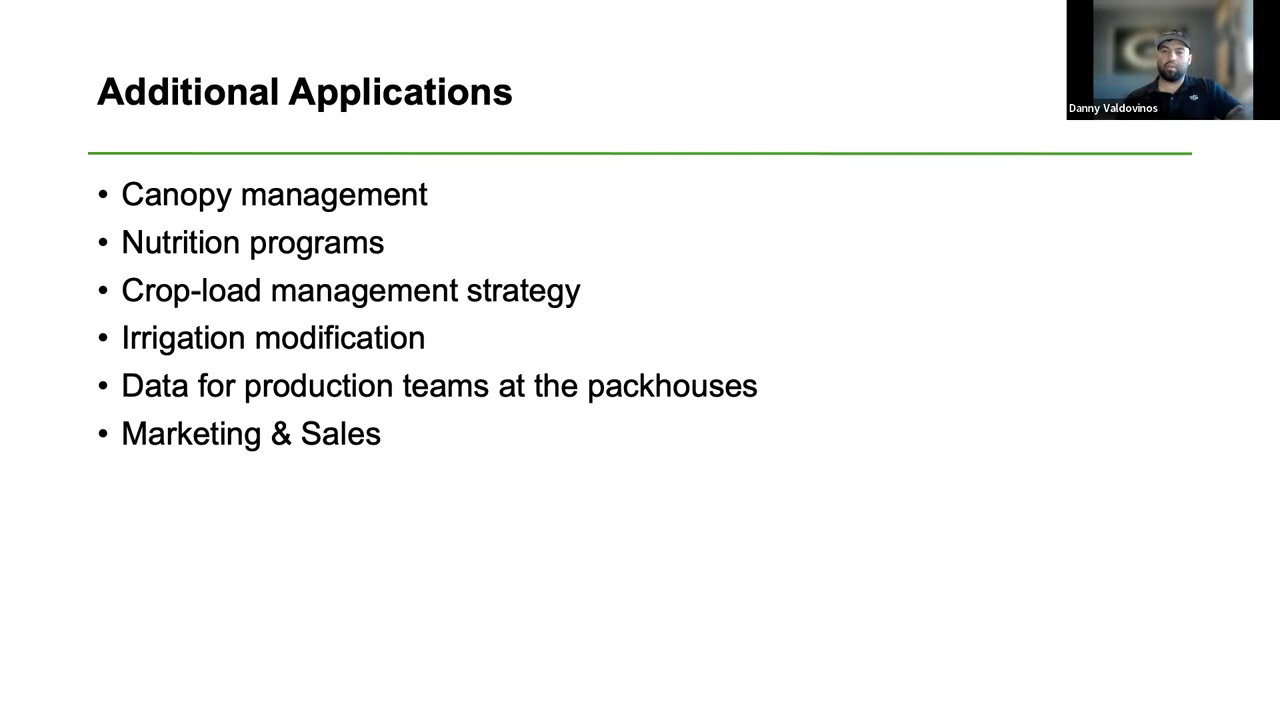 Additional Applications
Danny Valdovinos
• Canopy management
• Nutrition programs
• Crop-load management strategy
• Irrigation modification
• Data for production teams at the packhouses
• Marketing & Sales